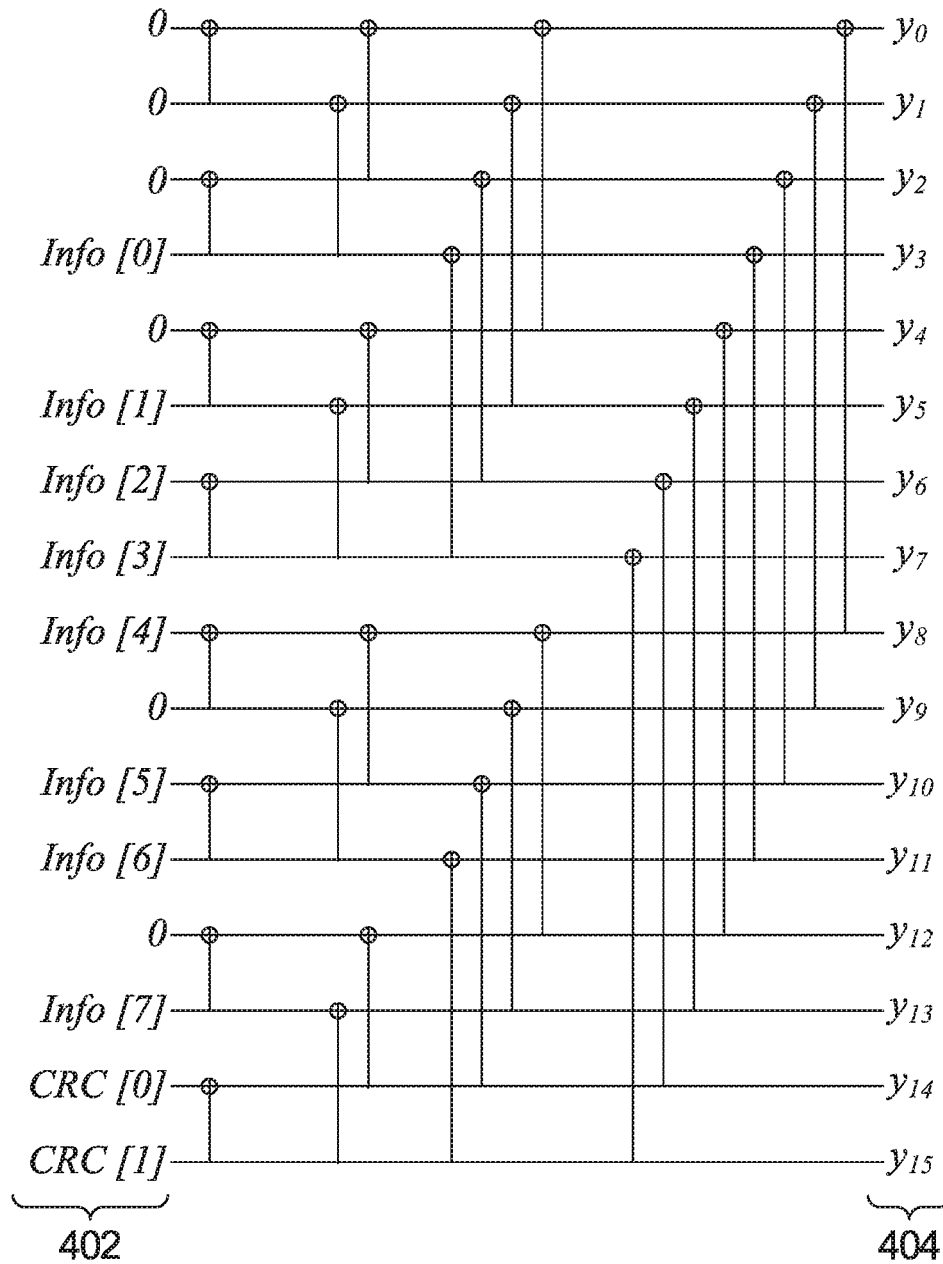 0 y0
0 y1
0 y2
Info [0] y3
0 y4
Info [1] y5
Info [2] y6
Info [3] y7
Info [4] y8
0 y9
Info [5] y10
Info [6] y11
0 y12
Info [7] y13
CRC [0] y14
CRC [1] y15
402 404